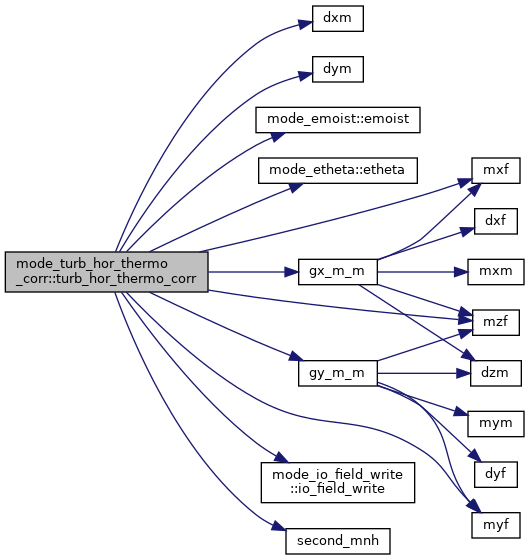 dxm
dym
mode_emoist::emoist
mode_etheta::etheta
mxf
dxf
mode_turb_hor_thermo
_corr::turb_hor_thermo_corr
gx_m_m
mxm
mzf
gy_m_m
dzm
mym
mode_io_field_write
::io_field_write
dyf
myf
second_mnh